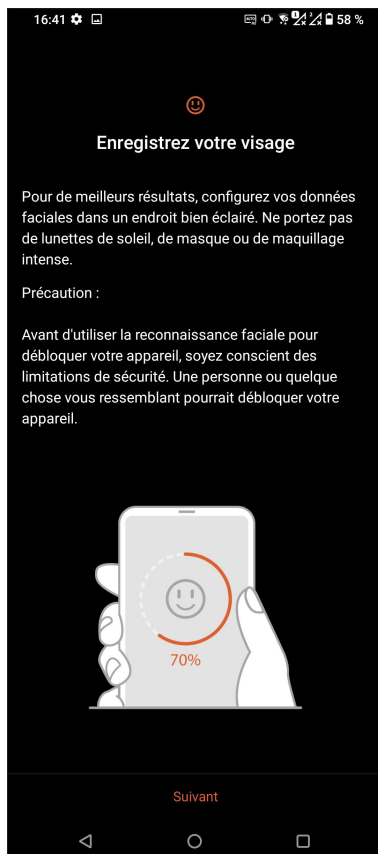 16:41 58 %
Enregistrez votre visage
Pour de meilleurs résultats, configurez vos données
faciales dans un endroit bien éclairé. Ne portez pas
de lunettes de soleil, de masque ou de maquillage
intense.
Précaution :
Avant d'utiliser la reconnaissance faciale pour
débloquer votre appareil, soyez conscient des
limitations de sécurité. Une personne ou quelque
chose vous ressemblant pourrait débloquer votre
appareil.
70%
Suivant